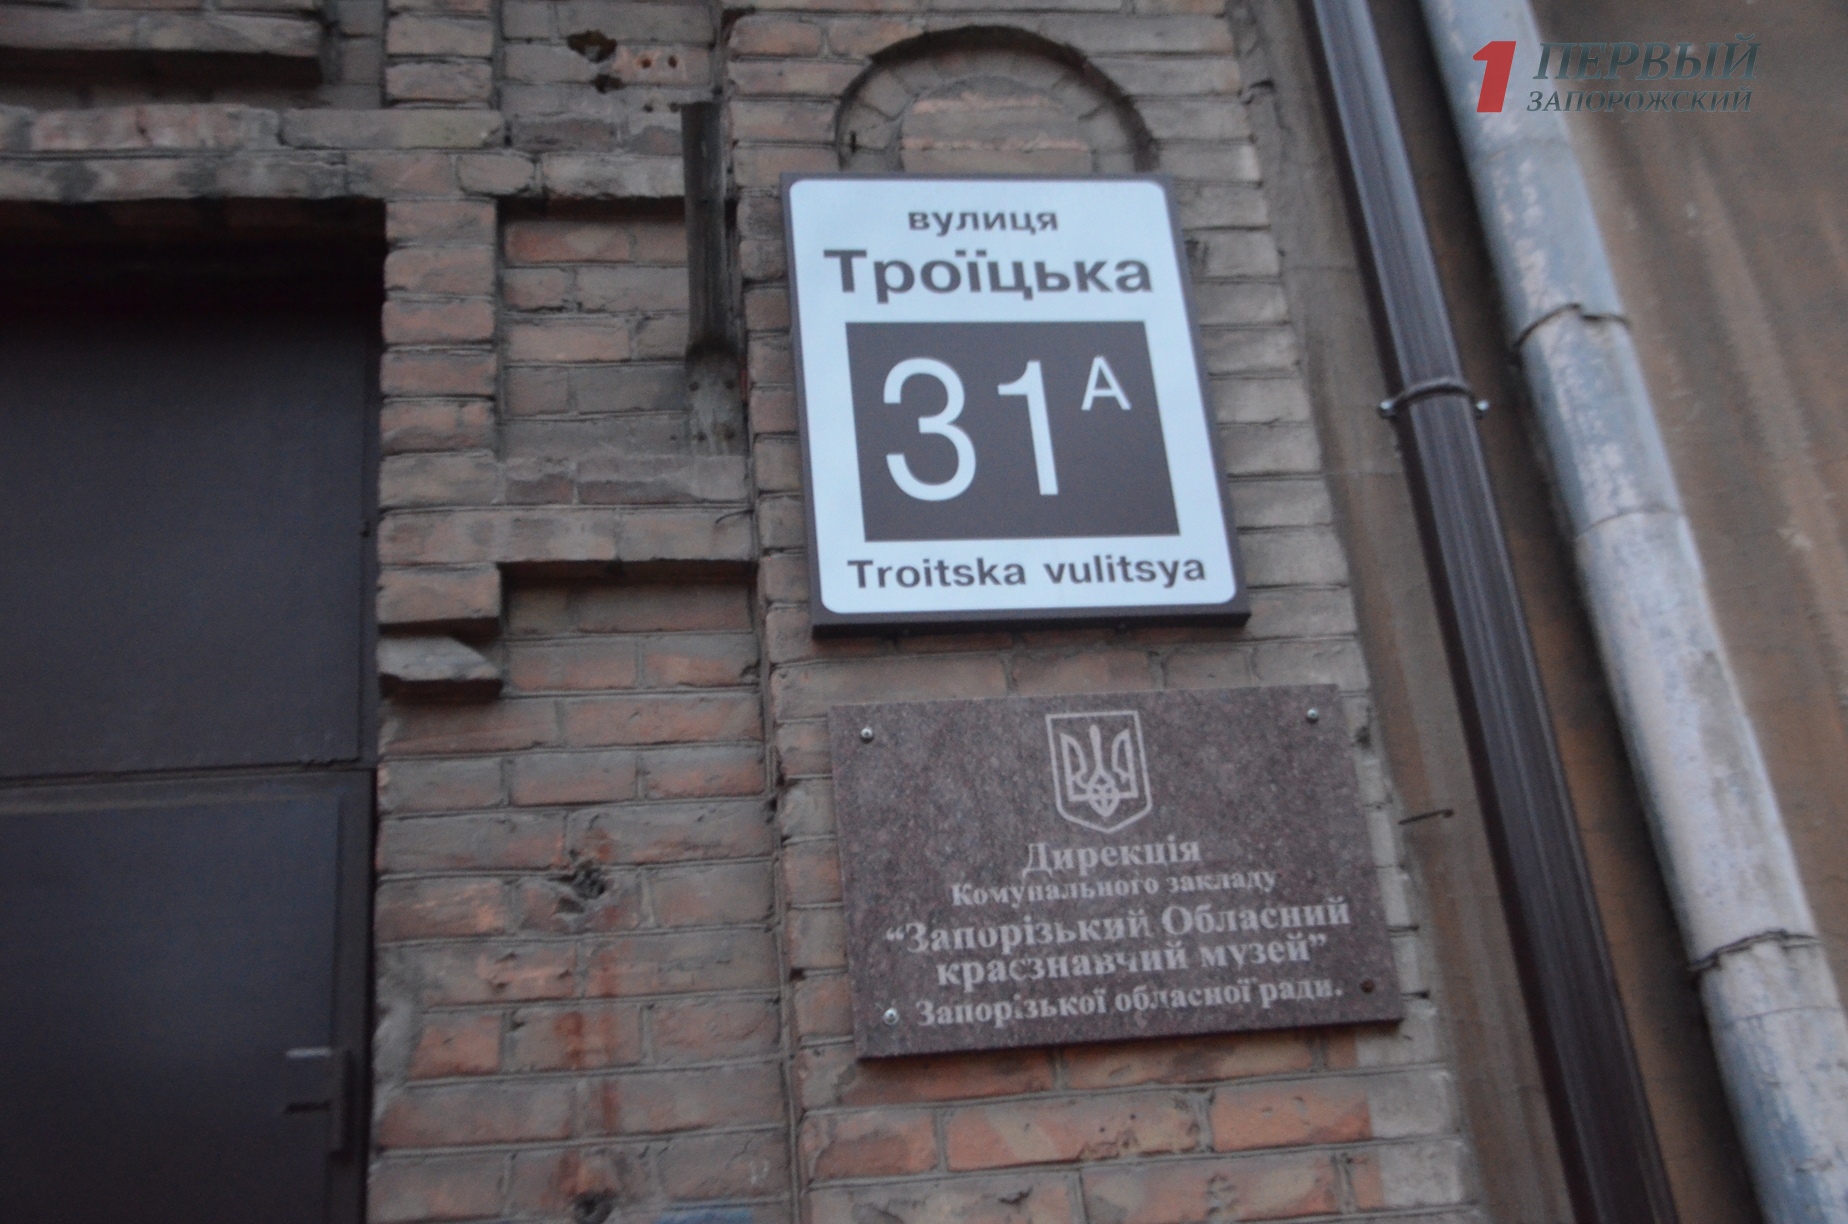 1 ПЕРВЫЙ
ЗАПОРОЖСКИЙ
вулиця
Троїцька
31А
Troitska vulitsya
Дирекція
Комунального закладу
“Запорізький Обласний
краєзнавчий музей”
Запорізької обласної ради.